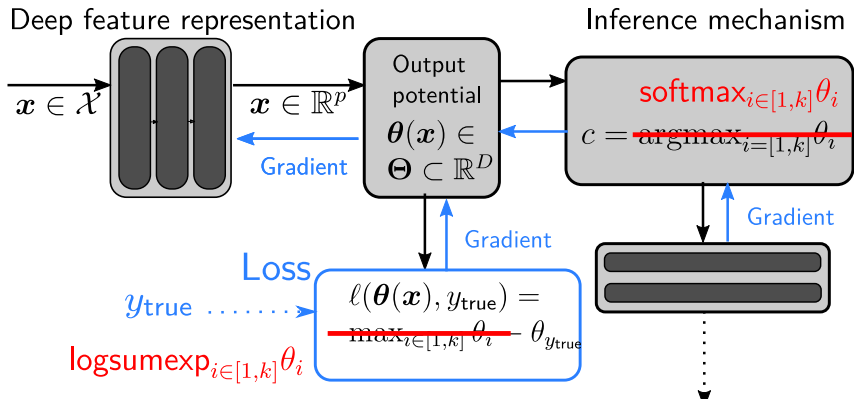 Deep feature representation
Inference mechanism
x ∈ 𝒳
x ∈ ℝ^p
Output
potential
θ(x) ∈
Θ ⊂ ℝ^D
softmax_{i∈[1,k]}θ_i
c = argmax_{i=[1,k]}θ_i
Gradient
Gradient
Gradient
Loss
y_true
ℓ(θ(x), y_true) =
max_{i∈[1,k]} θ_i − θ_{y_true}
logsumexp_{i∈[1,k]}θ_i